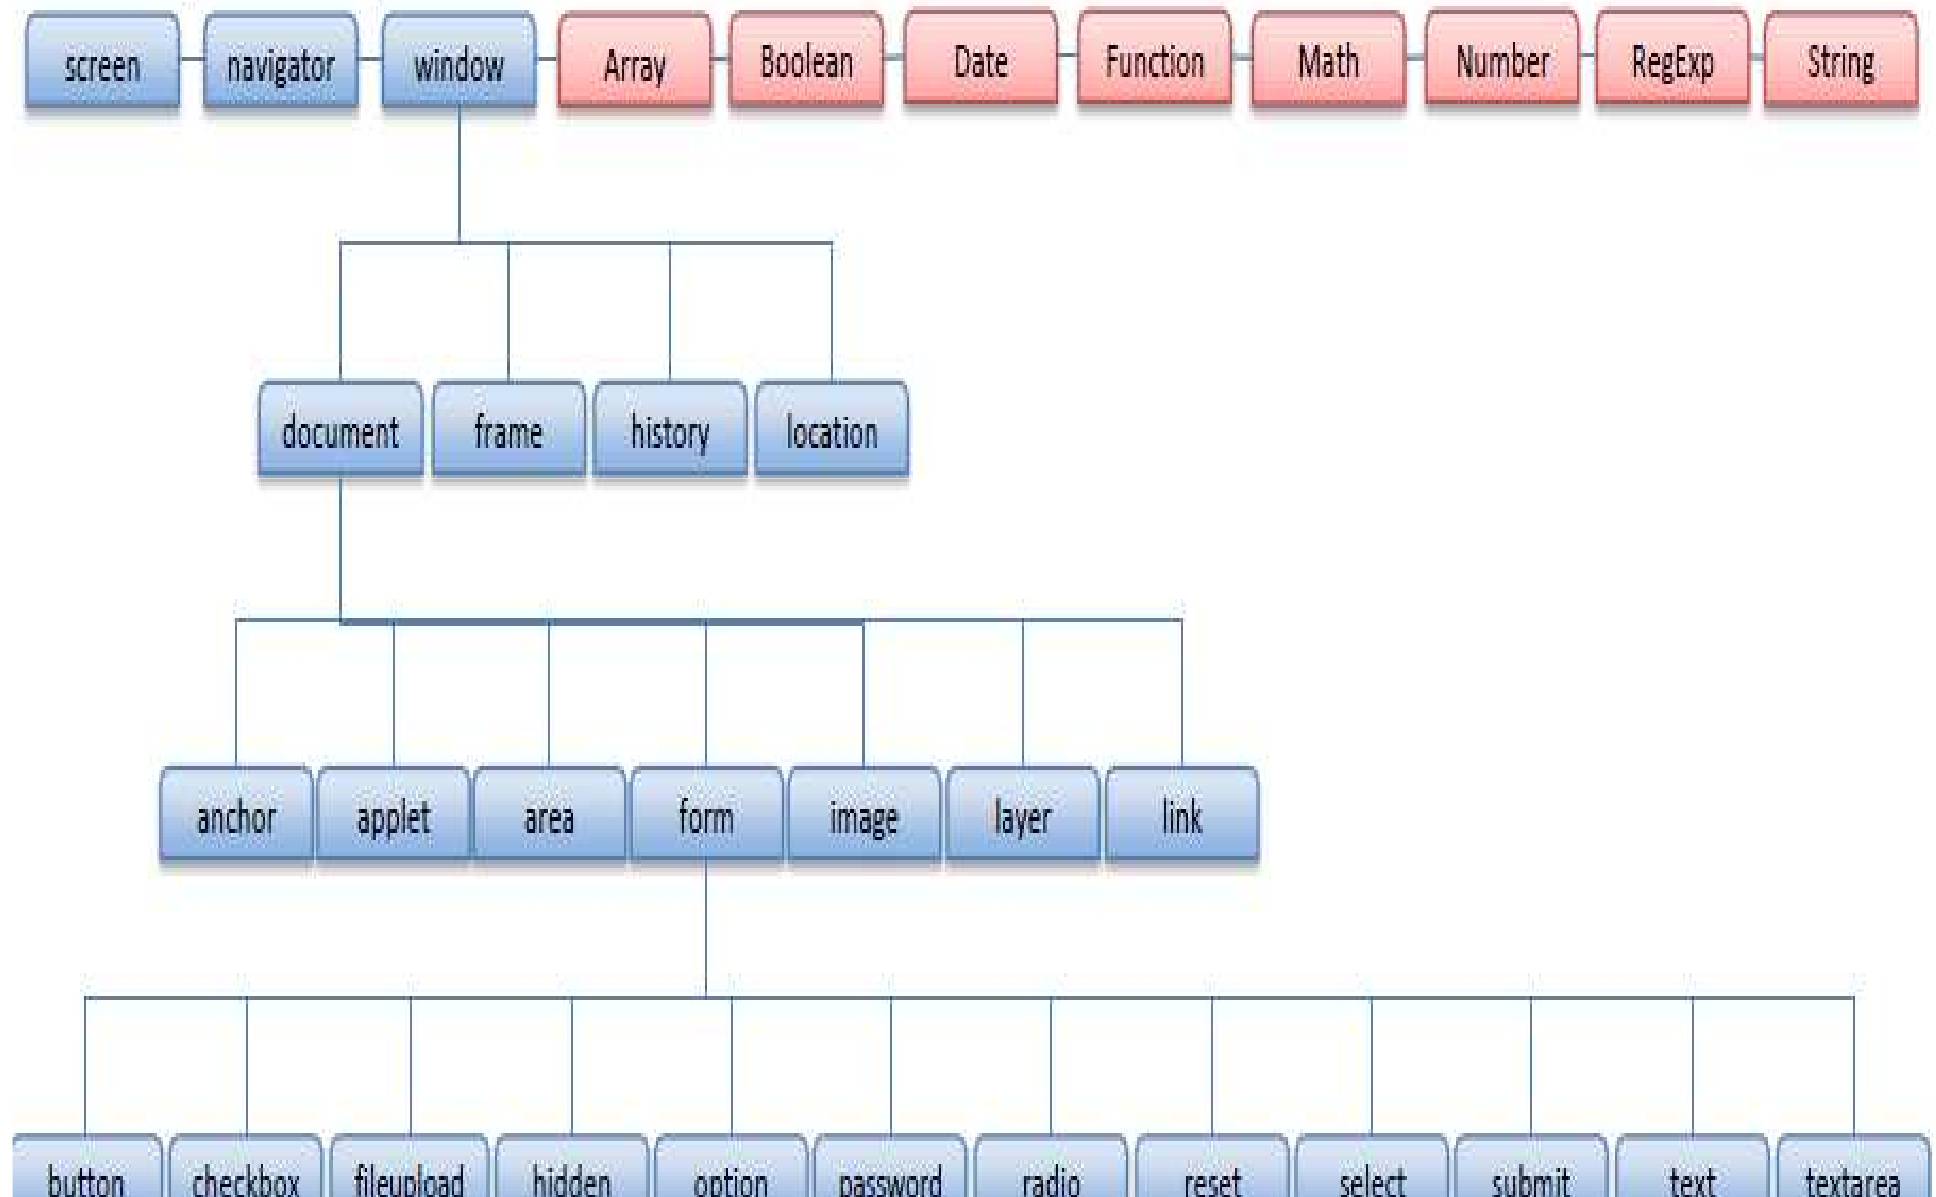 screen navigator window Array Boolean Date Function Math Number RegExp String
document frame history location
anchor applet area form image layer link
button checkbox fileupload hidden option password radio reset select submit text textarea